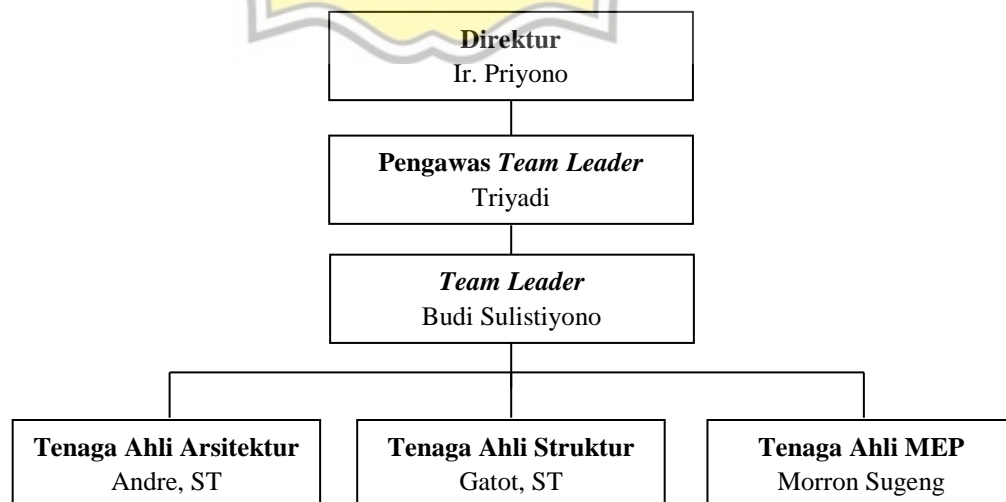 Direktur
Ir. Priyono
Pengawas Team Leader
Triyadi
Team Leader
Budi Sulistiyono
Tenaga Ahli Arsitektur
Andre, ST
Tenaga Ahli Struktur
Gatot, ST
Tenaga Ahli MEP
Morron Sugeng